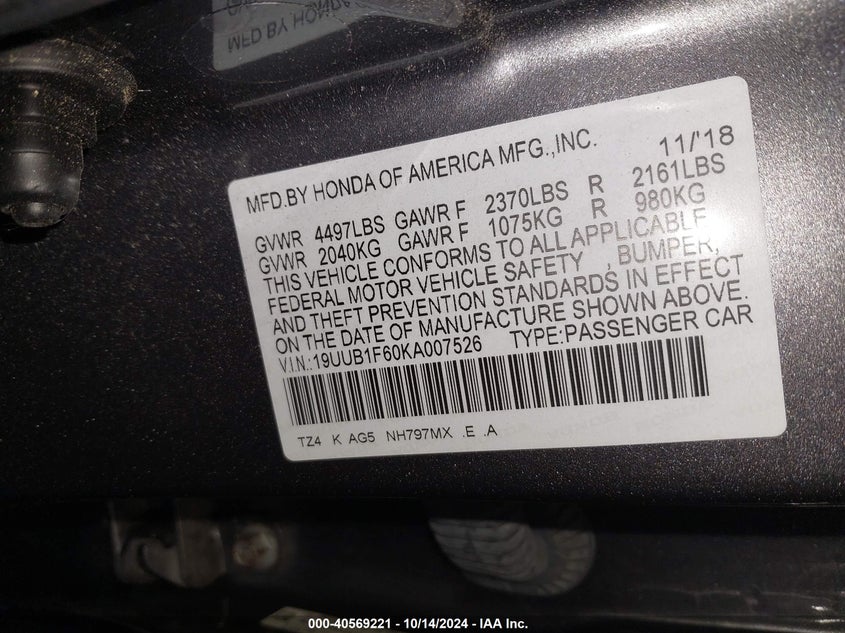 MFD BY HONDA
MFD.BY HONDA OF AMERICA MFG.,INC. 11/'18
GVWR 4497LBS GAWR F 2370LBS R 2161LBS
GVWR 2040KG GAWR F 1075KG R 980KG
THIS VEHICLE CONFORMS TO ALL APPLICABLE
FEDERAL MOTOR VEHICLE SAFETY , BUMPER,
AND THEFT PREVENTION STANDARDS IN EFFECT
ON THE DATE OF MANUFACTURE SHOWN ABOVE.
V.I.N.:19UUB1F60KA007526 TYPE:PASSENGER CAR
TZ4 K AG5 NH797MX .E .A
000-40569221 - 10/14/2024 - IAA Inc.